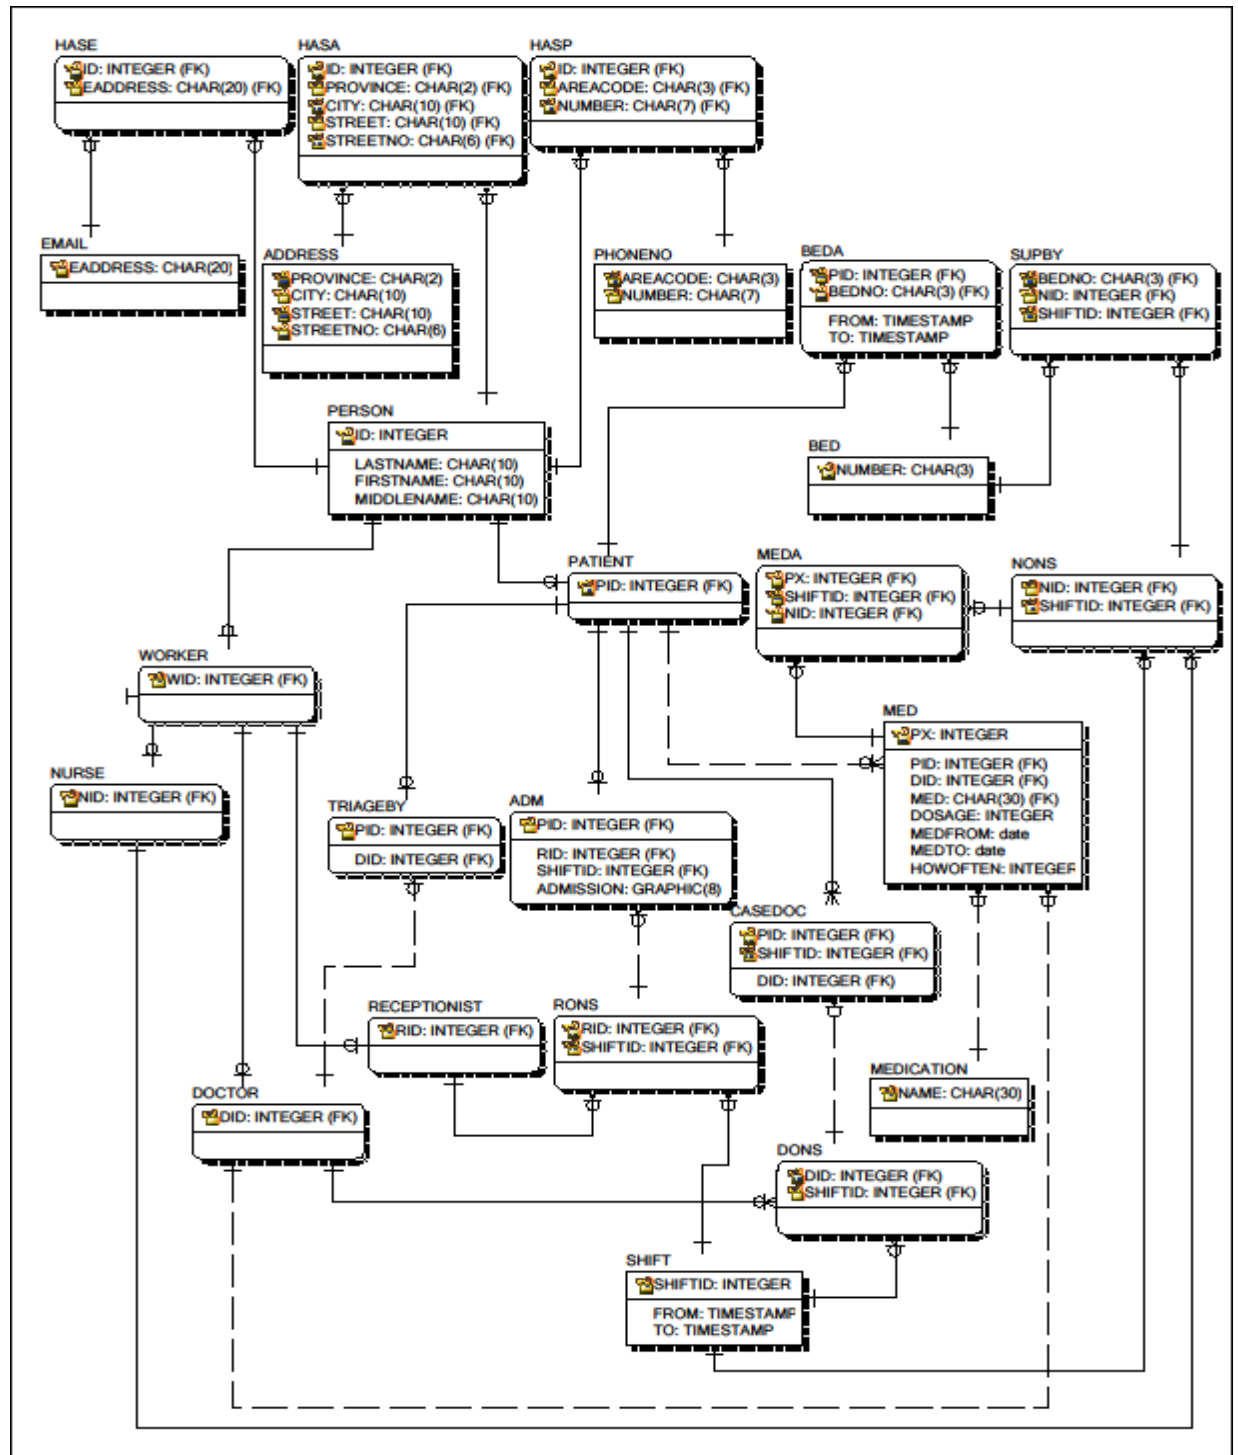 HASE
ID: INTEGER (FK)
EADDRESS: CHAR(20) (FK)
HASA
ID: INTEGER (FK)
PROVINCE: CHAR(2) (FK)
CITY: CHAR(10) (FK)
STREET: CHAR(10) (FK)
STREETNO: CHAR(6) (FK)
HASP
ID: INTEGER (FK)
AREACODE: CHAR(3) (FK)
NUMBER: CHAR(7) (FK)
EMAIL
EADDRESS: CHAR(20)
ADDRESS
PROVINCE: CHAR(2)
CITY: CHAR(10)
STREET: CHAR(10)
STREETNO: CHAR(6)
PHONENO
AREACODE: CHAR(3)
NUMBER: CHAR(7)
BEDA
PID: INTEGER (FK)
BEDNO: CHAR(3) (FK)
FROM: TIMESTAMP
TO: TIMESTAMP
SUPBY
BEDNO: CHAR(3) (FK)
NID: INTEGER (FK)
SHIFTID: INTEGER (FK)
PERSON
ID: INTEGER
LASTNAME: CHAR(10)
FIRSTNAME: CHAR(10)
MIDDLENAME: CHAR(10)
BED
NUMBER: CHAR(3)
PATIENT
PID: INTEGER (FK)
MEDA
PX: INTEGER (FK)
SHIFTID: INTEGER (FK)
NID: INTEGER (FK)
NONS
NID: INTEGER (FK)
SHIFTID: INTEGER (FK)
WORKER
WID: INTEGER (FK)
MED
PX: INTEGER
PID: INTEGER (FK)
DID: INTEGER (FK)
MED: CHAR(30) (FK)
DOSAGE: INTEGER
MEDFROM: date
MEDTO: date
HOWOFTEN: INTEGER
NURSE
NID: INTEGER (FK)
TRIAGEBY
PID: INTEGER (FK)
DID: INTEGER (FK)
ADM
PID: INTEGER (FK)
RID: INTEGER (FK)
SHIFTID: INTEGER (FK)
ADMISSION: GRAPHIC(8)
CASEDOC
PID: INTEGER (FK)
SHIFTID: INTEGER (FK)
DID: INTEGER (FK)
RECEPTIONIST
RID: INTEGER (FK)
RONS
RID: INTEGER (FK)
SHIFTID: INTEGER (FK)
MEDICATION
NAME: CHAR(30)
DOCTOR
DID: INTEGER (FK)
DONS
DID: INTEGER (FK)
SHIFTID: INTEGER (FK)
SHIFT
SHIFTID: INTEGER
FROM: TIMESTAMP
TO: TIMESTAMP